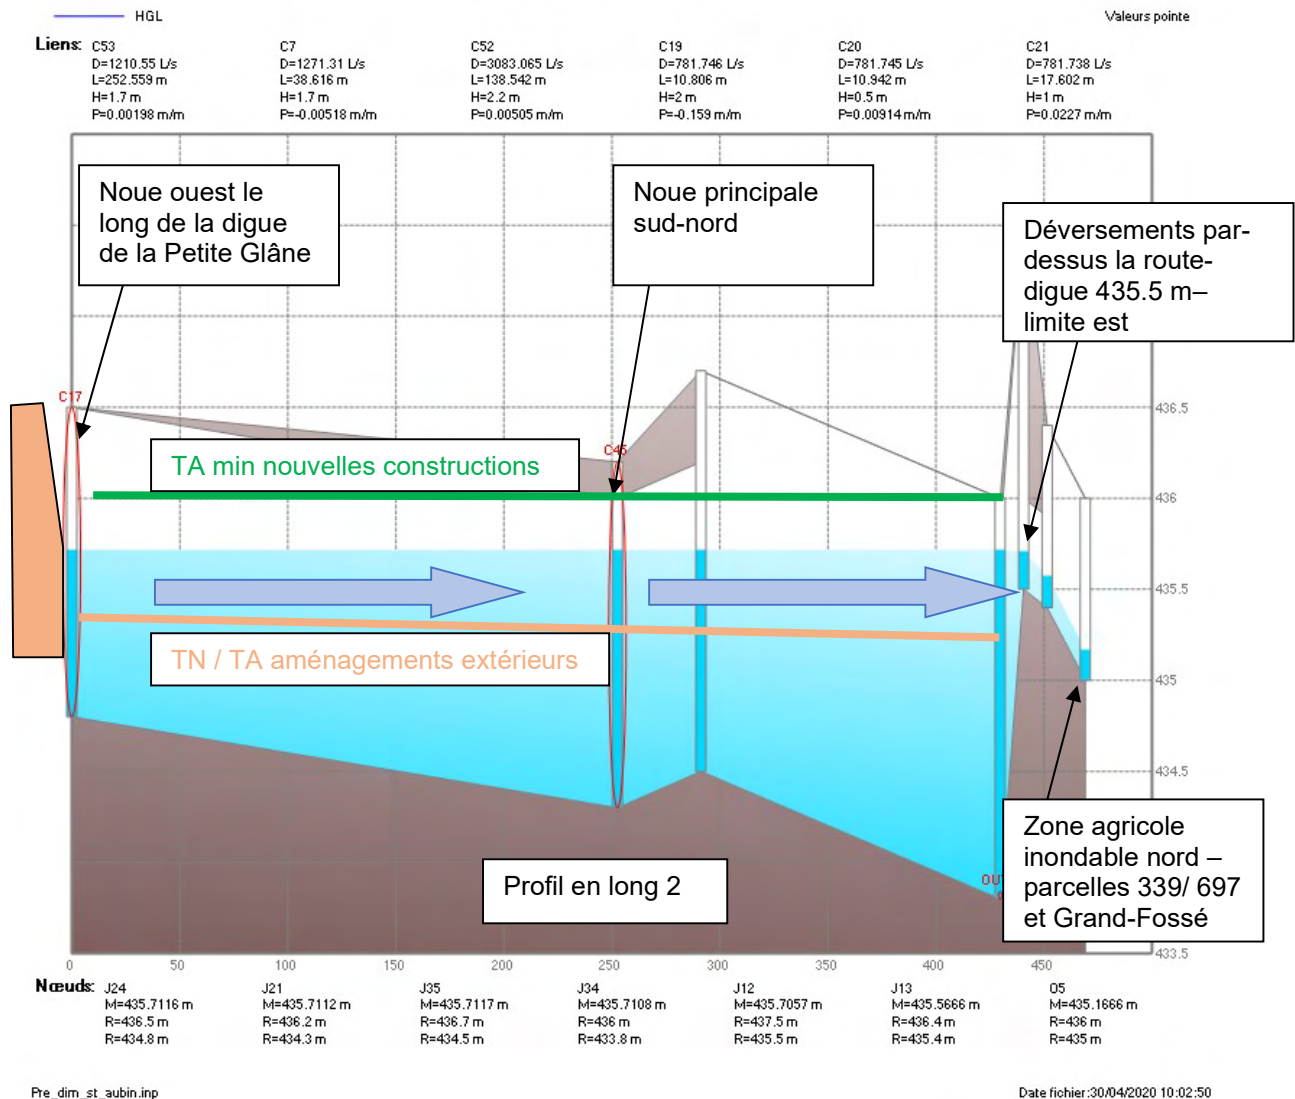 HGL
Valeurs pointe
Liens:
C53
D=1210.55 L/s
L=252.559 m
H=1.7 m
P=0.00198 m/m
C7
D=1271.31 L/s
L=38.616 m
H=1.7 m
P=-0.00518 m/m
C52
D=3083.065 L/s
L=138.542 m
H=2.2 m
P=0.00505 m/m
C19
D=781.746 L/s
L=10.806 m
H=2 m
P=-0.159 m/m
C20
D=781.745 L/s
L=10.942 m
H=0.5 m
P=0.00914 m/m
C21
D=781.738 L/s
L=17.602 m
H=1 m
P=0.0227 m/m
Noue ouest le
long de la digue
de la Petite Glâne
Noue principale
sud-nord
Déversements par-
dessus la route-
digue 435.5 m–
limite est
C17
C45
436.5
TA min nouvelles constructions
436
435.5
TN / TA aménagements extérieurs
435
434.5
Zone agricole
inondable nord –
parcelles 339/ 697
et Grand-Fossé
Profil en long 2
OU
433.5
0
50
100
150
200
250
300
350
400
450
Nœuds:
J24
M=435.7116 m
R=436.5 m
R=434.8 m
J21
M=435.7112 m
R=436.2 m
R=434.3 m
J35
M=435.7117 m
R=436.7 m
R=434.5 m
J34
M=435.7108 m
R=436 m
R=433.8 m
J12
M=435.7057 m
R=437.5 m
R=435.5 m
J13
M=435.5666 m
R=436.4 m
R=435.4 m
O5
M=435.1666 m
R=436 m
R=435 m
Pre_dim_st_aubin.inp
Date fichier:30/04/2020 10:02:50